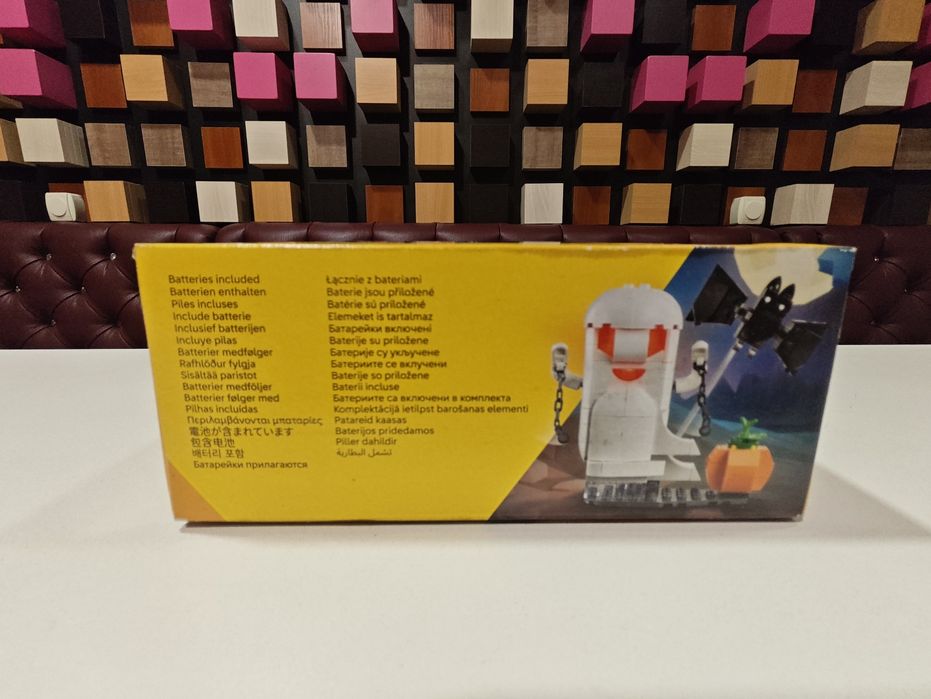 Batteries included
Batterien enthalten
Piles incluses
Include batterie
Inclusief batterijen
Incluye pilas
Batterier medfølger
Rafhlöður fylgja
Sisältää paristot
Batterier medföljer
Batterier følger med
Pilhas incluídas
Περιλαμβάνονται μπαταρίες
電池が含まれています
包含电池
배터리 포함
Батарейки прилагаются
Łącznie z bateriami
Baterie jsou přiložené
Batérie sú priložené
Elemeket is tartalmaz
Батарейки включені
Baterije su priložene
Батерије су укључене
Батериите се вклучени
Baterije so priložene
Baterii incluse
Батериите са включени в комплекта
Komplektācijā ietilpst barošanas elementi
Patareid kaasas
Baterijos pridedamos
Piller dahildir
تشمل البطارية